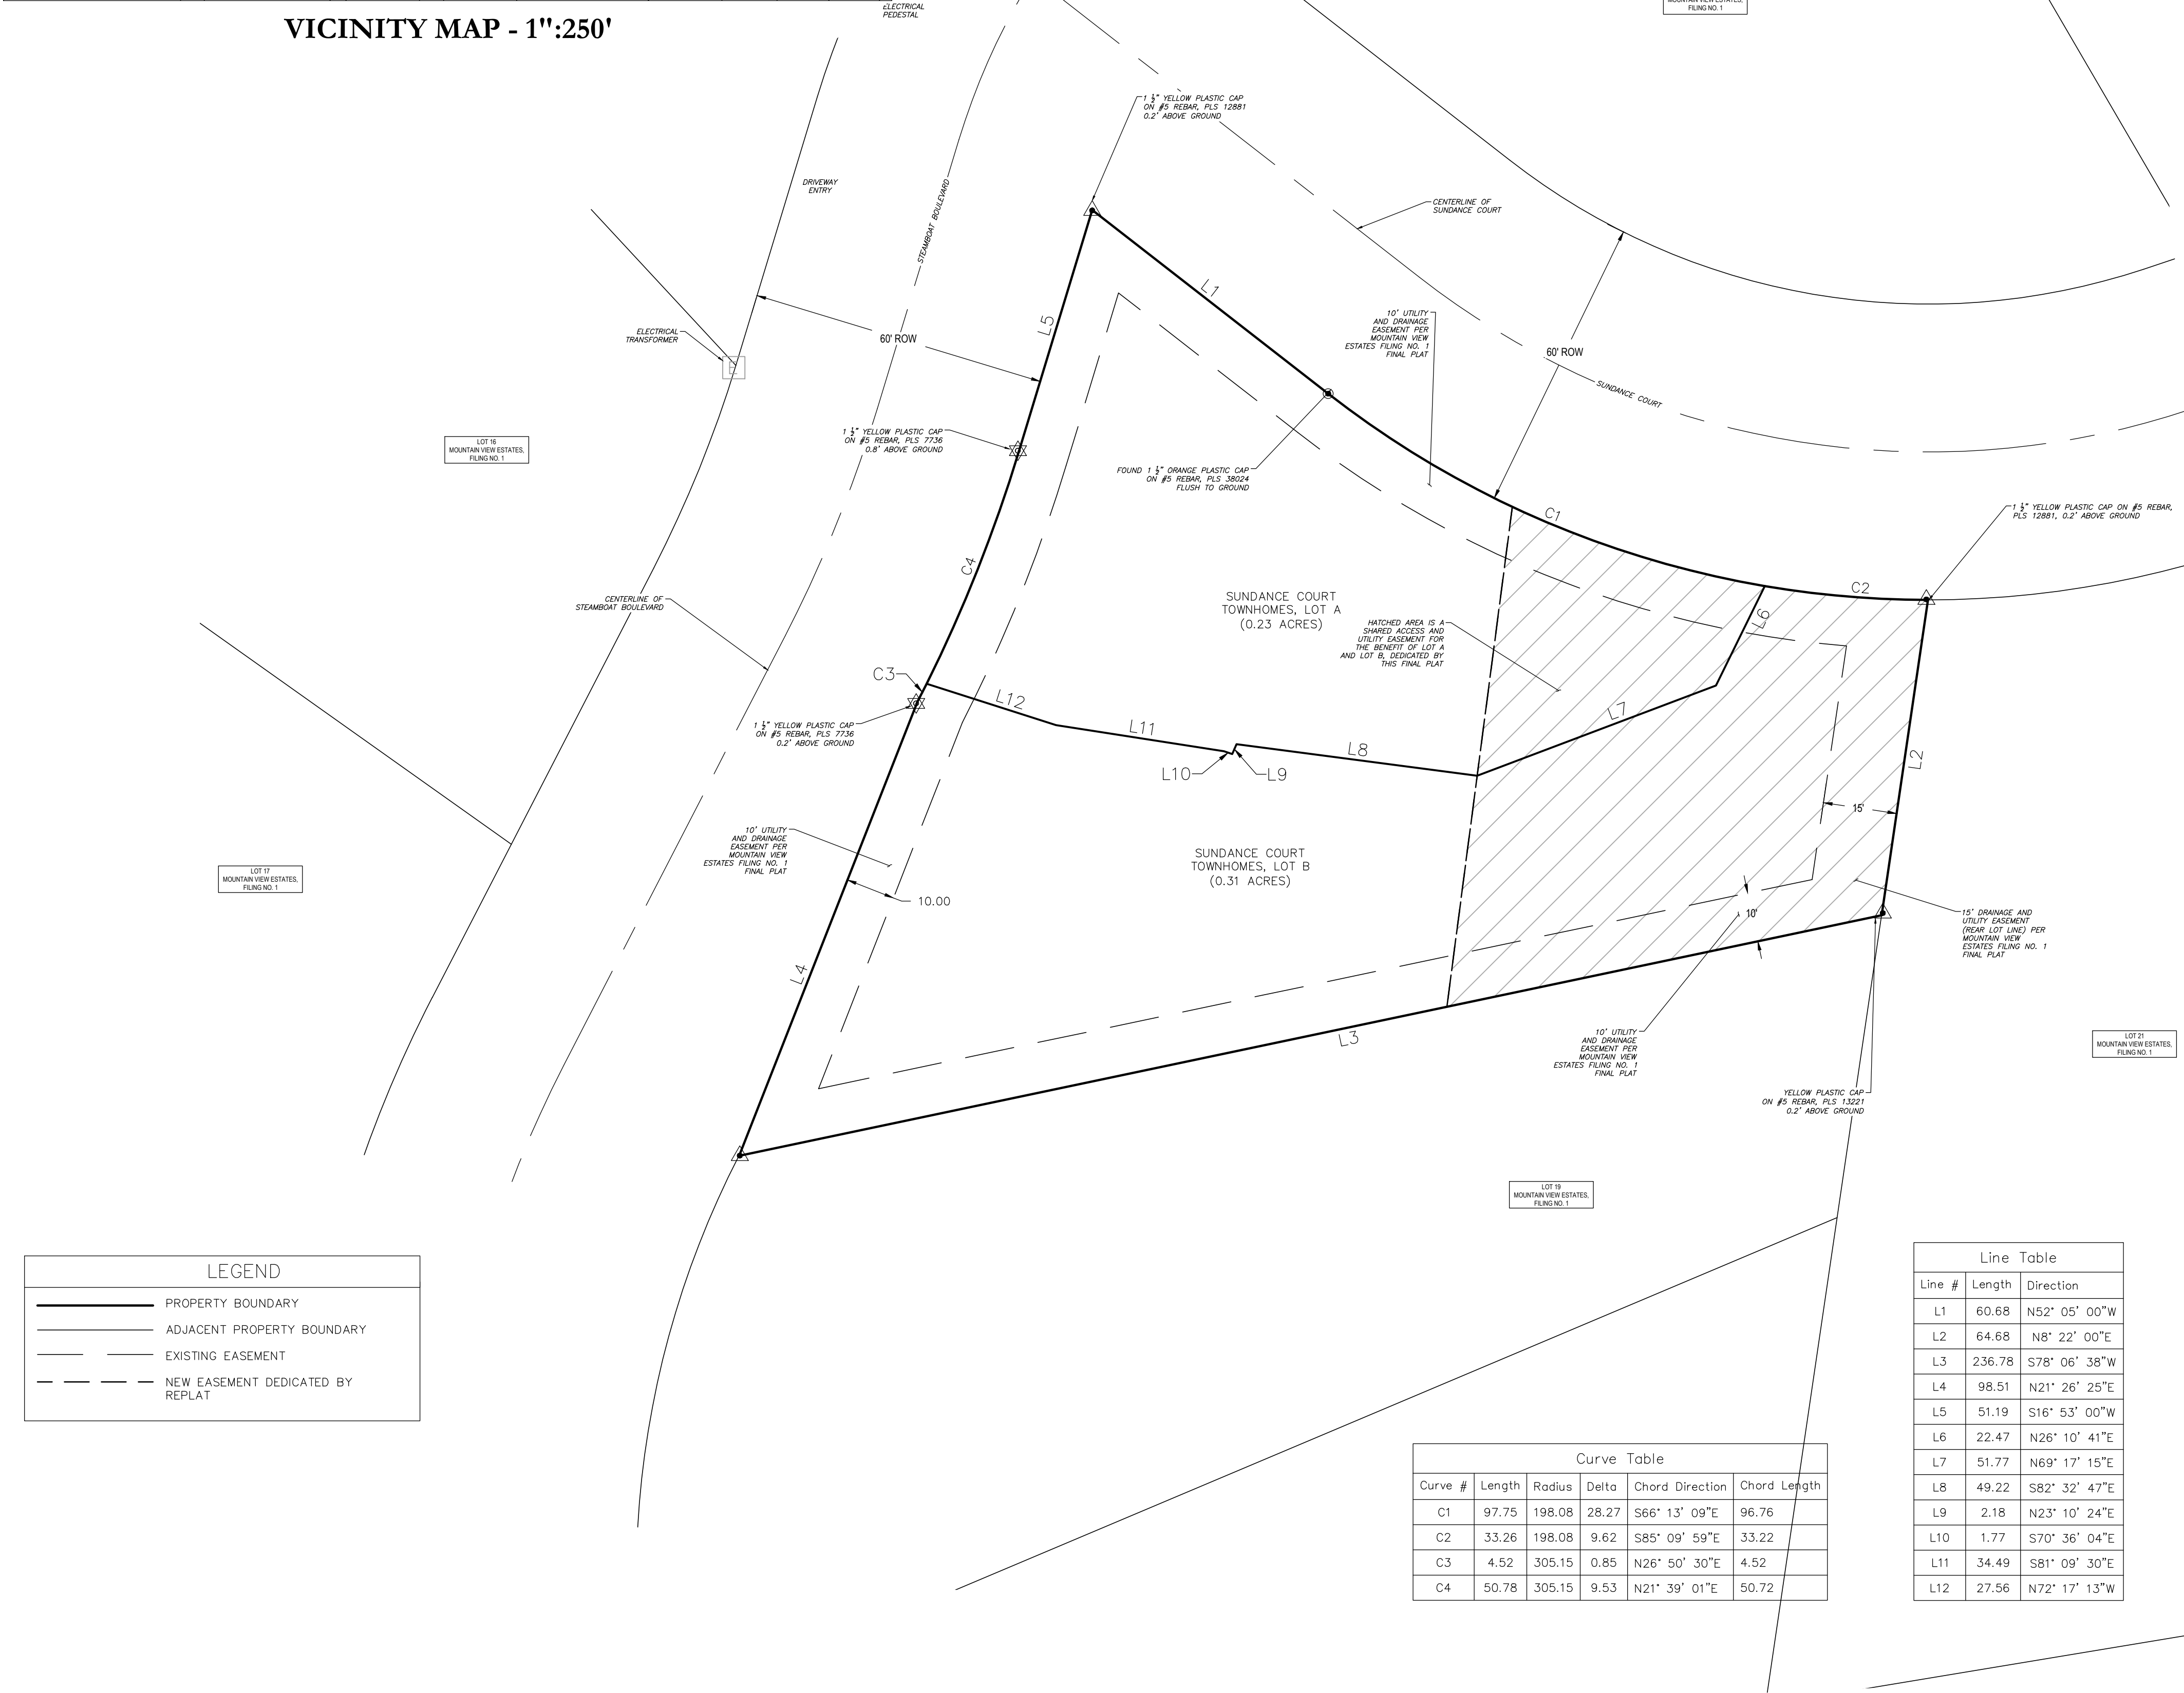 VICINITY MAP - 1":250'
ELECTRICAL
PEDESTAL
MOUNTAIN VIEW ESTATES,
FILING NO. 1
1 ½" YELLOW PLASTIC CAP
ON #5 REBAR, PLS 12881
0.2' ABOVE GROUND
DRIVEWAY
ENTRY
STEAMBOAT BOULEVARD
CENTERLINE OF
SUNDANCE COURT
L1
L5
60' ROW
ELECTRICAL
TRANSFORMER
E
10' UTILITY
AND DRAINAGE
EASEMENT PER
MOUNTAIN VIEW
ESTATES FILING NO. 1
FINAL PLAT
60' ROW
SUNDANCE COURT
LOT 16
MOUNTAIN VIEW ESTATES,
FILING NO. 1
1 ½" YELLOW PLASTIC CAP
ON #5 REBAR, PLS 7736
0.8' ABOVE GROUND
FOUND 1 ½" ORANGE PLASTIC CAP
ON #5 REBAR, PLS 38024
FLUSH TO GROUND
C1
1 ½" YELLOW PLASTIC CAP ON #5 REBAR,
PLS 12881, 0.2' ABOVE GROUND
C4
C2
CENTERLINE OF
STEAMBOAT BOULEVARD
SUNDANCE COURT
TOWNHOMES, LOT A
(0.23 ACRES)
HATCHED AREA IS A
SHARED ACCESS AND
UTILITY EASEMENT FOR
THE BENEFIT OF LOT A
AND LOT B, DEDICATED BY
THIS FINAL PLAT
L6
C3
L12
L11
L7
1 ½" YELLOW PLASTIC CAP
ON #5 REBAR, PLS 7736
0.2' ABOVE GROUND
L8
L10
L9
L2
15'
10' UTILITY
AND DRAINAGE
EASEMENT PER
MOUNTAIN VIEW
ESTATES FILING NO. 1
FINAL PLAT
SUNDANCE COURT
TOWNHOMES, LOT B
(0.31 ACRES)
LOT 17
MOUNTAIN VIEW ESTATES,
FILING NO. 1
10.00
10'
15' DRAINAGE AND
UTILITY EASEMENT
(REAR LOT LINE) PER
MOUNTAIN VIEW
ESTATES FILING NO. 1
FINAL PLAT
L4
L3
10' UTILITY
AND DRAINAGE
EASEMENT PER
MOUNTAIN VIEW
ESTATES FILING NO. 1
FINAL PLAT
LOT 21
MOUNTAIN VIEW ESTATES,
FILING NO. 1
YELLOW PLASTIC CAP
ON #5 REBAR, PLS 13221
0.2' ABOVE GROUND
LOT 19
MOUNTAIN VIEW ESTATES,
FILING NO. 1
LEGEND
PROPERTY BOUNDARY
ADJACENT PROPERTY BOUNDARY
EXISTING EASEMENT
NEW EASEMENT DEDICATED BY
REPLAT
Curve Table
Curve # Length Radius Delta Chord Direction Chord Length
C1 97.75 198.08 28.27 S66° 13' 09"E 96.76
C2 33.26 198.08 9.62 S85° 09' 59"E 33.22
C3 4.52 305.15 0.85 N26° 50' 30"E 4.52
C4 50.78 305.15 9.53 N21° 39' 01"E 50.72
Line Table
Line # Length Direction
L1 60.68 N52° 05' 00"W
L2 64.68 N8° 22' 00"E
L3 236.78 S78° 06' 38"W
L4 98.51 N21° 26' 25"E
L5 51.19 S16° 53' 00"W
L6 22.47 N26° 10' 41"E
L7 51.77 N69° 17' 15"E
L8 49.22 S82° 32' 47"E
L9 2.18 N23° 10' 24"E
L10 1.77 S70° 36' 04"E
L11 34.49 S81° 09' 30"E
L12 27.56 N72° 17' 13"W